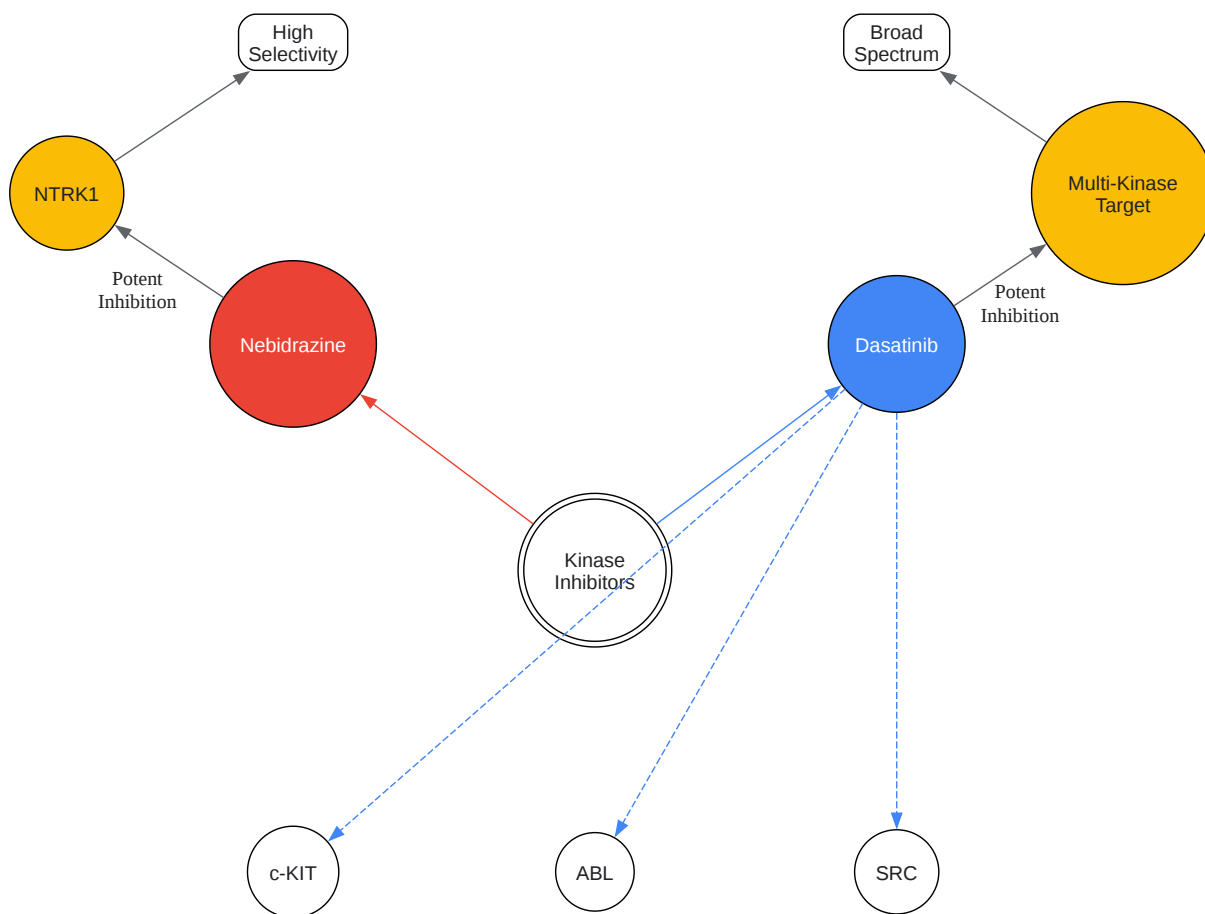 High
Selectivity
Broad
Spectrum
NTRK1
Multi-Kinase
Target
Potent
Inhibition
Potent
Inhibition
Nebidrazine
Dasatinib
Kinase
Inhibitors
c-KIT
ABL
SRC